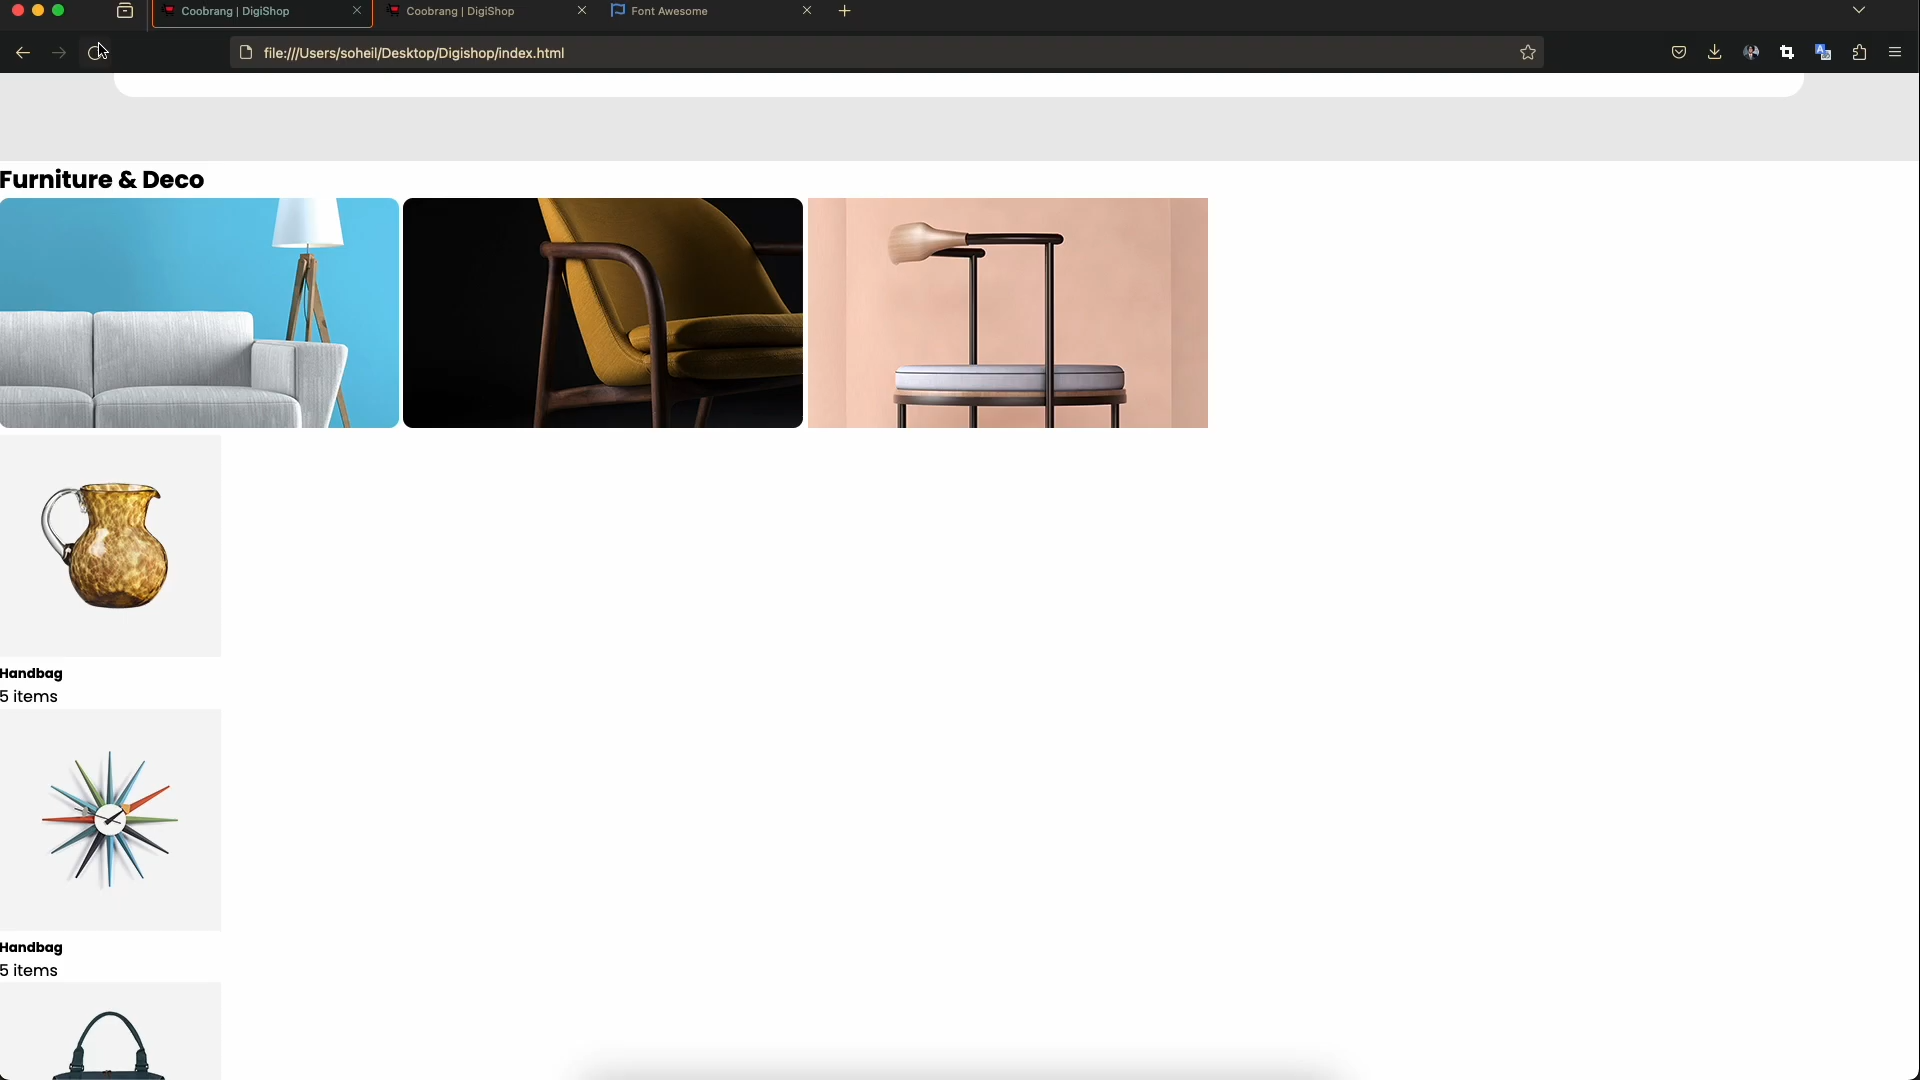 Coobrang | DigiShop
Coobrang | DigiShop
Font Awesome
file:///Users/soheil/Desktop/Digishop/index.html
Furniture & Deco
Handbag
5 items
Handbag
5 items